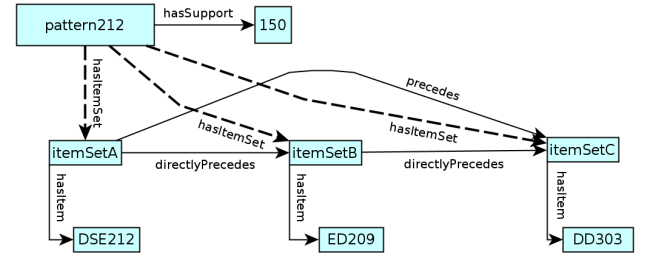 pattern212
hasSupport
150
hasItemSet
hasItemSet
hasItemSet
precedes
itemSetA
directlyPrecedes
itemSetB
directlyPrecedes
itemSetC
hasItem
hasItem
hasItem
DSE212
ED209
DD303